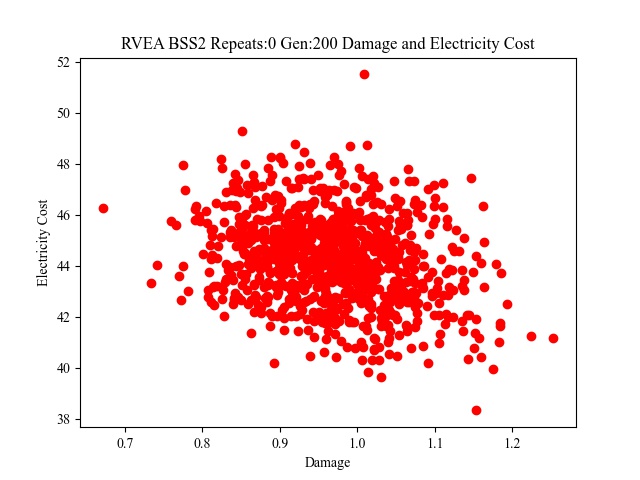 RVEA BSS2 Repeats:0 Gen:200 Damage and Electricity Cost
52
50
48
46
44
42
40
38
Electricity Cost
0.7 0.8 0.9 1.0 1.1 1.2
Damage